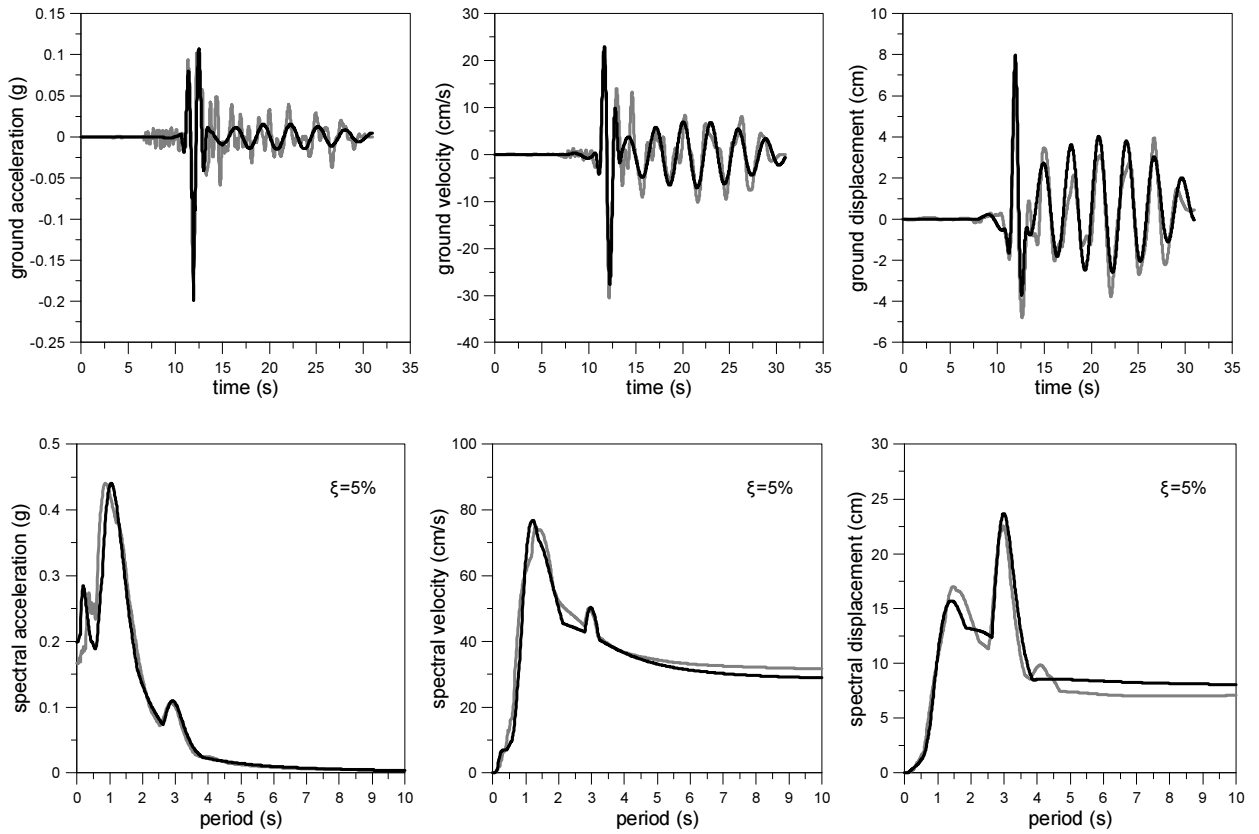 ground acceleration (g)
0.15
0.1
0.05
0
-0.05
-0.1
-0.15
-0.2
-0.25
0 5 10 15 20 25 30 35
time (s)
ground velocity (cm/s)
30
20
10
0
-10
-20
-30
-40
0 5 10 15 20 25 30 35
time (s)
ground displacement (cm)
10
8
6
4
2
0
-2
-4
-6
0 5 10 15 20 25 30 35
time (s)
spectral acceleration (g)
0.5
0.4
0.3
0.2
0.1
0
ξ=5%
0 1 2 3 4 5 6 7 8 9 10
period (s)
spectral velocity (cm/s)
100
80
60
40
20
0
ξ=5%
0 1 2 3 4 5 6 7 8 9 10
period (s)
spectral displacement (cm)
30
25
20
15
10
5
0
ξ=5%
0 1 2 3 4 5 6 7 8 9 10
period (s)